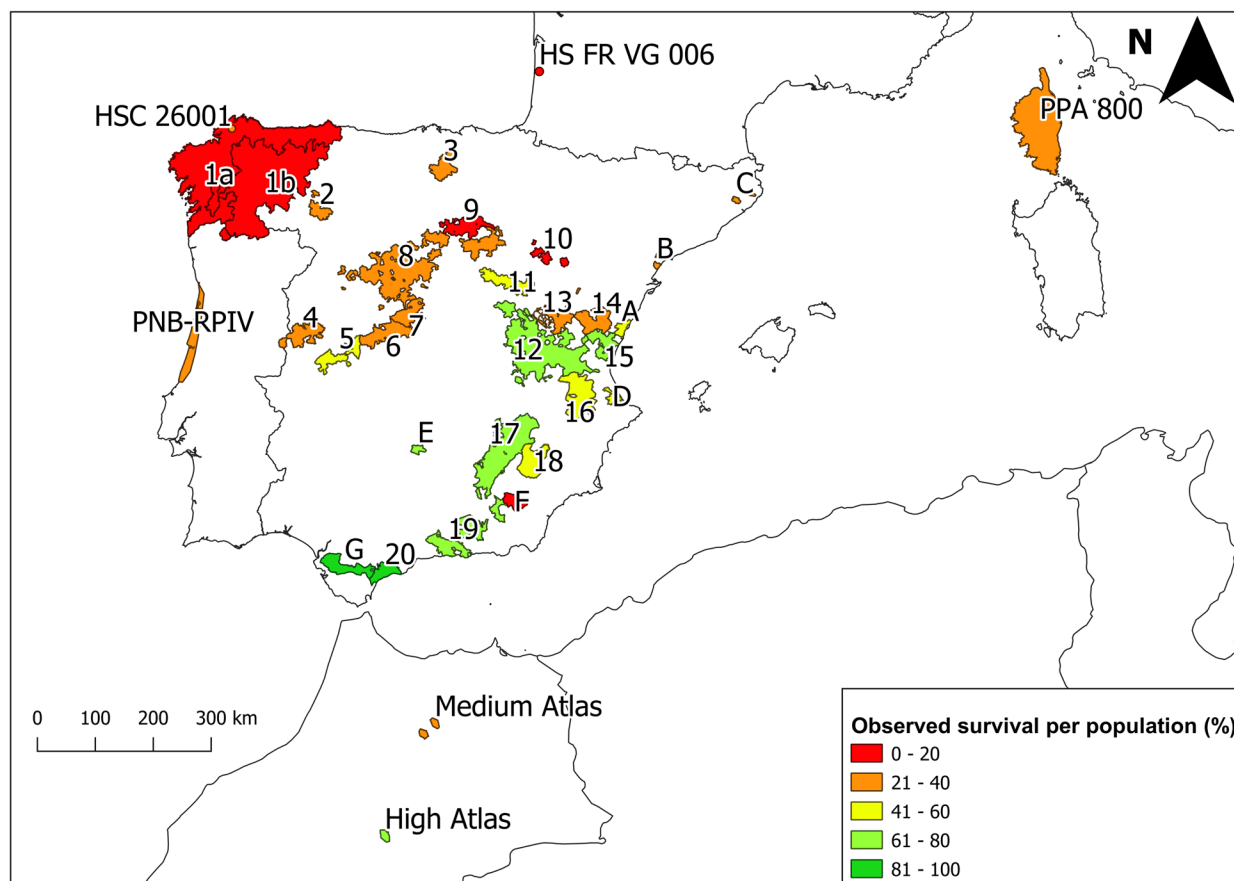 HS FR VG 006
N
HSC 26001
PPA 800
3
1a
1b
2
C
9
10
8
B
11
PNB-RPIV
4
13
14
A
7
5
6
12
15
D
16
E
17
18
F
19
G
20
0 100 200 300 km
Medium Atlas
High Atlas
Observed survival per population (%)
0 - 20
21 - 40
41 - 60
61 - 80
81 - 100